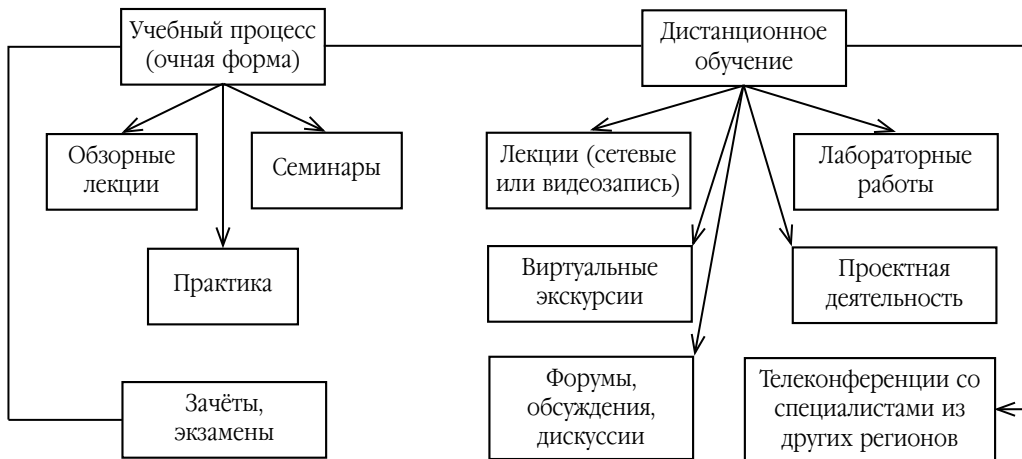 Учебный процесс
(очная форма)
Дистанционное
обучение
Обзорные
лекции
Семинары
Лекции (сетевые
или видеозапись)
Лабораторные
работы
Практика
Виртуальные
экскурсии
Проектная
деятельность
Зачёты,
экзамены
Форумы,
обсуждения,
дискуссии
Телеконференции со
специалистами из
других регионов